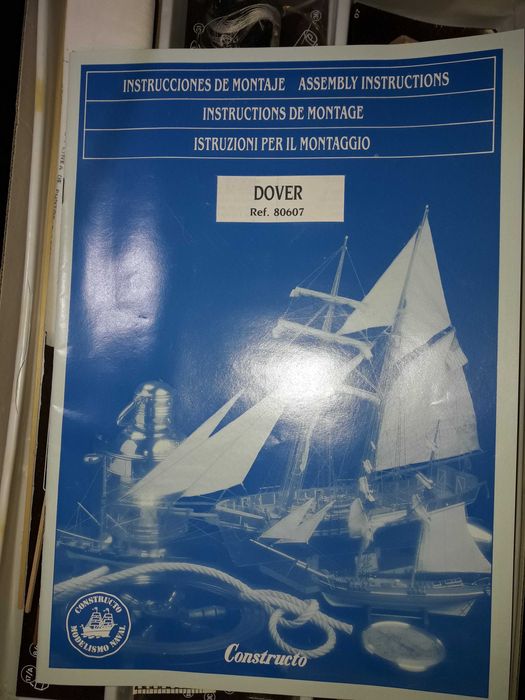 INSTRUCCIONES DE MONTAJE ASSEMBLY INSTRUCTIONS
INSTRUCTIONS DE MONTAGE
ISTRUZIONI PER IL MONTAGGIO
DOVER
Ref. 80607
CONSTRUCTO
MODELISMO NAVAL
Constructo